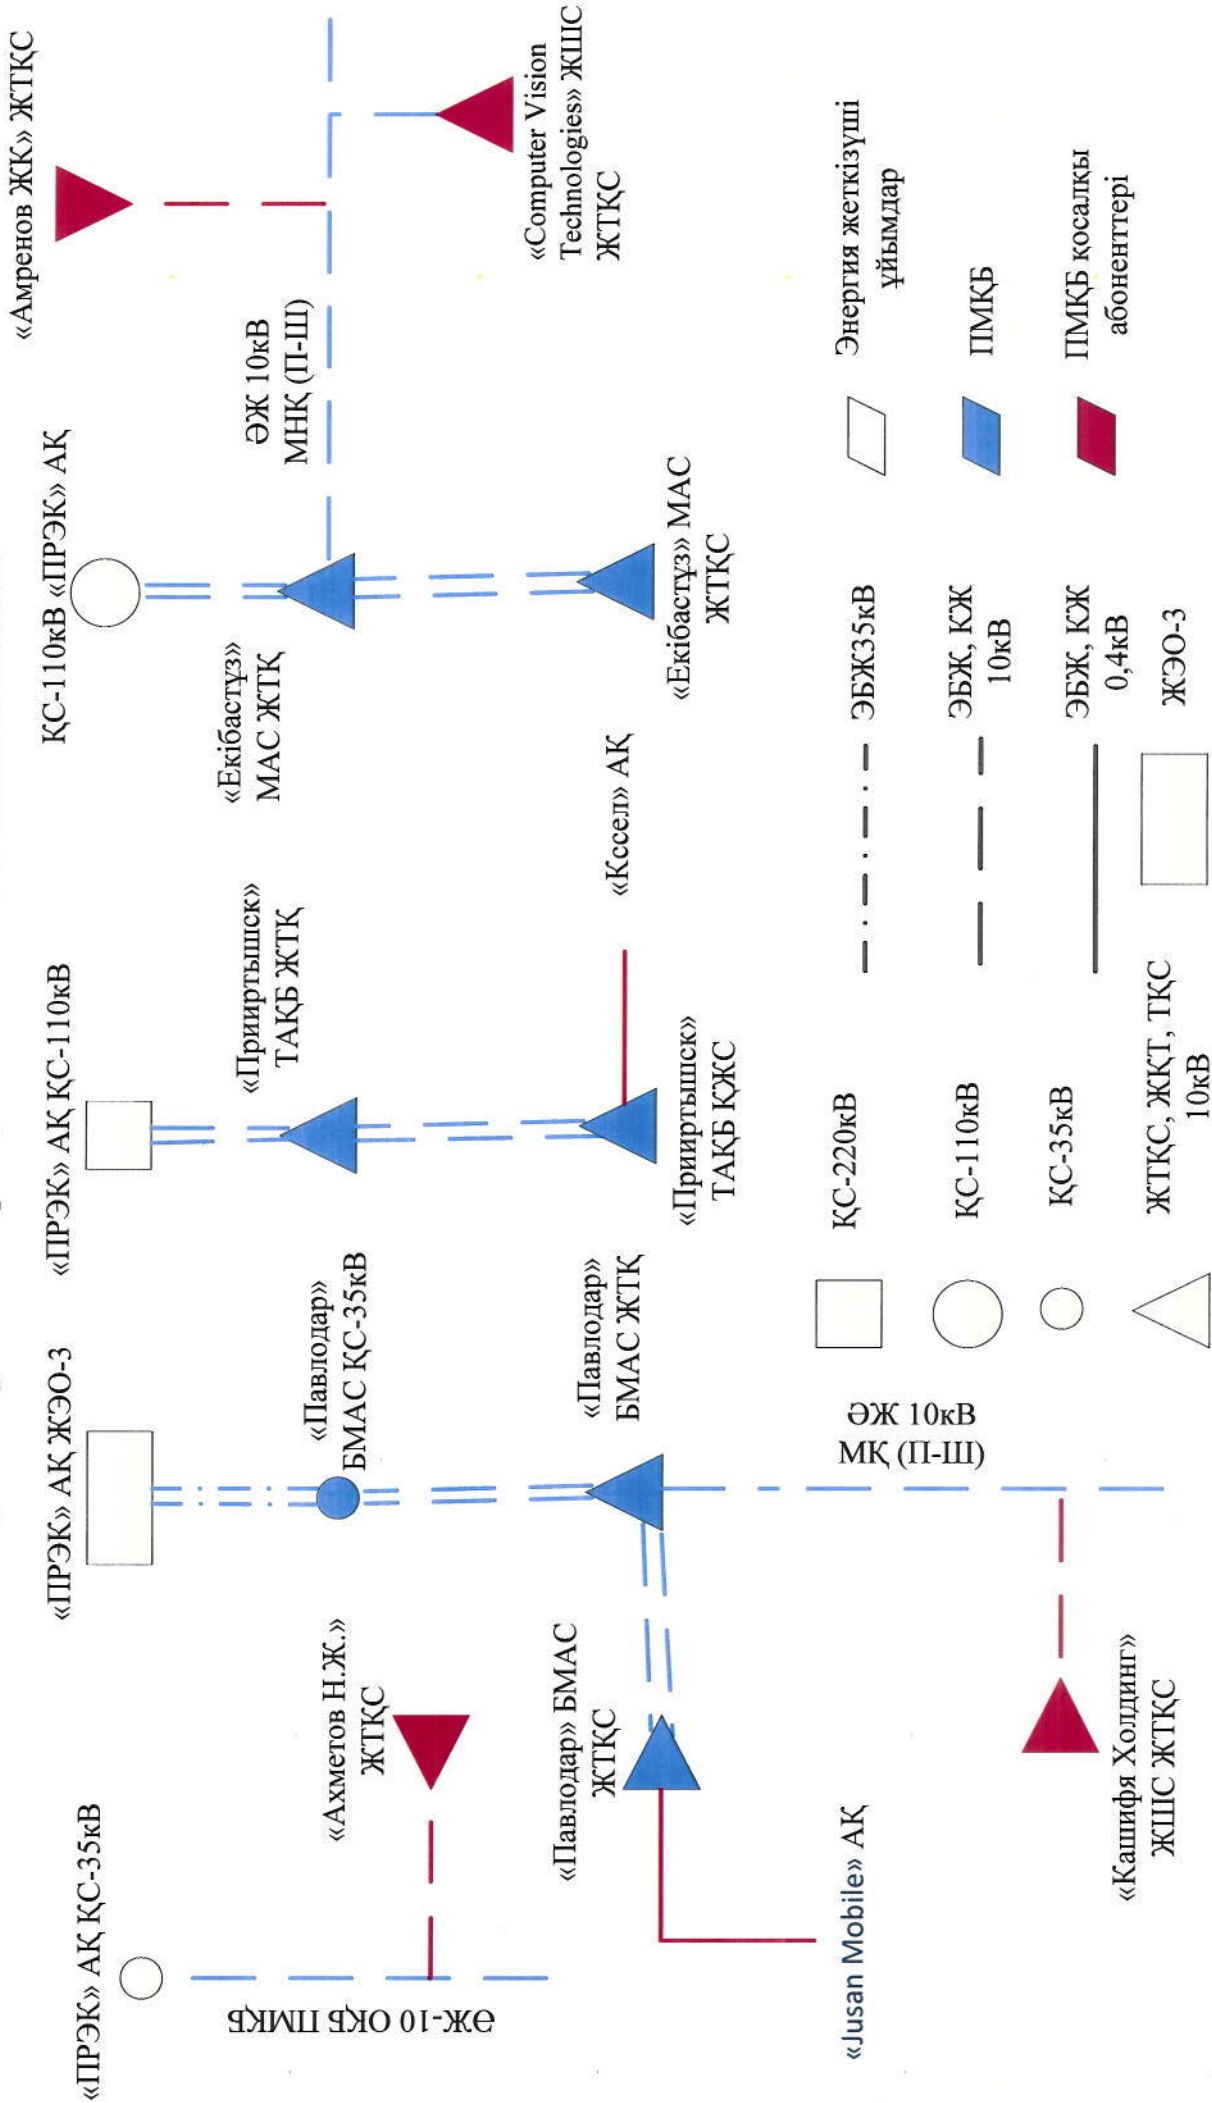 «ПРЭК» АҚ ҚС-35кВ
ӘЖ-10 ОҚБ ПМҚБ
«Ахметов Н.Ж.»
ЖТҚС
«ПРЭК» АҚ ЖЭО-3
«Павлодар»
БМАС ҚС-35кВ
«Павлодар»
БМАС ЖТҚ
«Павлодар» БМАС
ЖТҚС
«Jusan Mobile» АҚ
«Кашифя Холдинг»
ЖШС ЖТҚС
ӘЖ 10кВ
МҚ (П-Ш)
«ПРЭК» АҚ ҚС-110кВ
«Прииртышск»
ТАҚБ ЖТҚ
«Прииртышск»
ТАҚБ ҚЖС
«Кссел» АҚ
ҚС-110кВ «ПРЭК» АҚ
«Екібастұз»
МАС ЖТҚ
«Екібастұз» МАС
ЖТҚС
ӘЖ 10кВ
МНҚ (П-Ш)
«Амренов ЖК» ЖТҚС
«Computer Vision
Technologies» ЖШС
ЖТҚС
ҚС-220кВ
ҚС-110кВ
ҚС-35кВ
ЖТҚС, ЖҚТ, ТҚС
10кВ
ЭБЖ35кВ
ЭБЖ, КЖ
10кВ
ЭБЖ, КЖ
0,4кВ
ЖЭО-3
Энергия жеткізуші
ұйымдар
ПМҚБ
ПМҚБ қосалқы
абоненттері